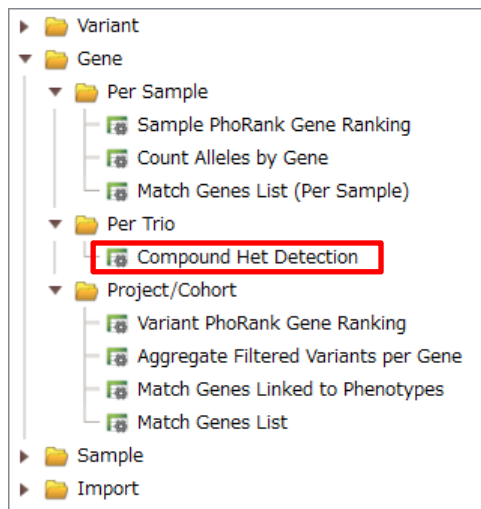 Variant
Gene
Per Sample
Sample PhoRank Gene Ranking
Count Alleles by Gene
Match Genes List (Per Sample)
Per Trio
Compound Het Detection
Project/Cohort
Variant PhoRank Gene Ranking
Aggregate Filtered Variants per Gene
Match Genes Linked to Phenotypes
Match Genes List
Sample
Import